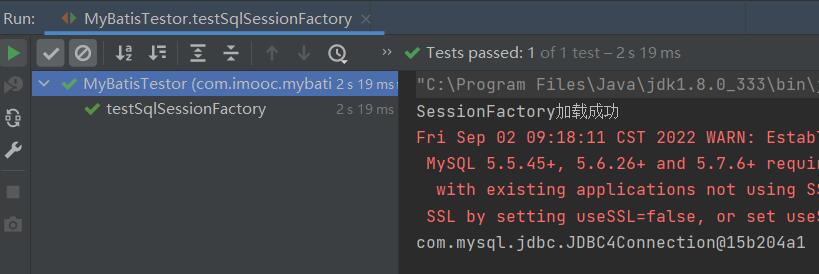 Run: MyBatisTestor.testSqlSessionFactory ×
Tests passed: 1 of 1 test – 2 s 19 ms
MyBatisTestor (com.imooc.mybati 2 s 19 ms
testSqlSessionFactory 2 s 19 ms
"C:\Program Files\Java\jdk1.8.0_333\bin\j
SessionFactory加载成功
Fri Sep 02 09:18:11 CST 2022 WARN: Establ
MySQL 5.5.45+, 5.6.26+ and 5.7.6+ requi
with existing applications not using SS
SSL by setting useSSL=false, or set useS
com.mysql.jdbc.JDBC4Connection@15b204a1